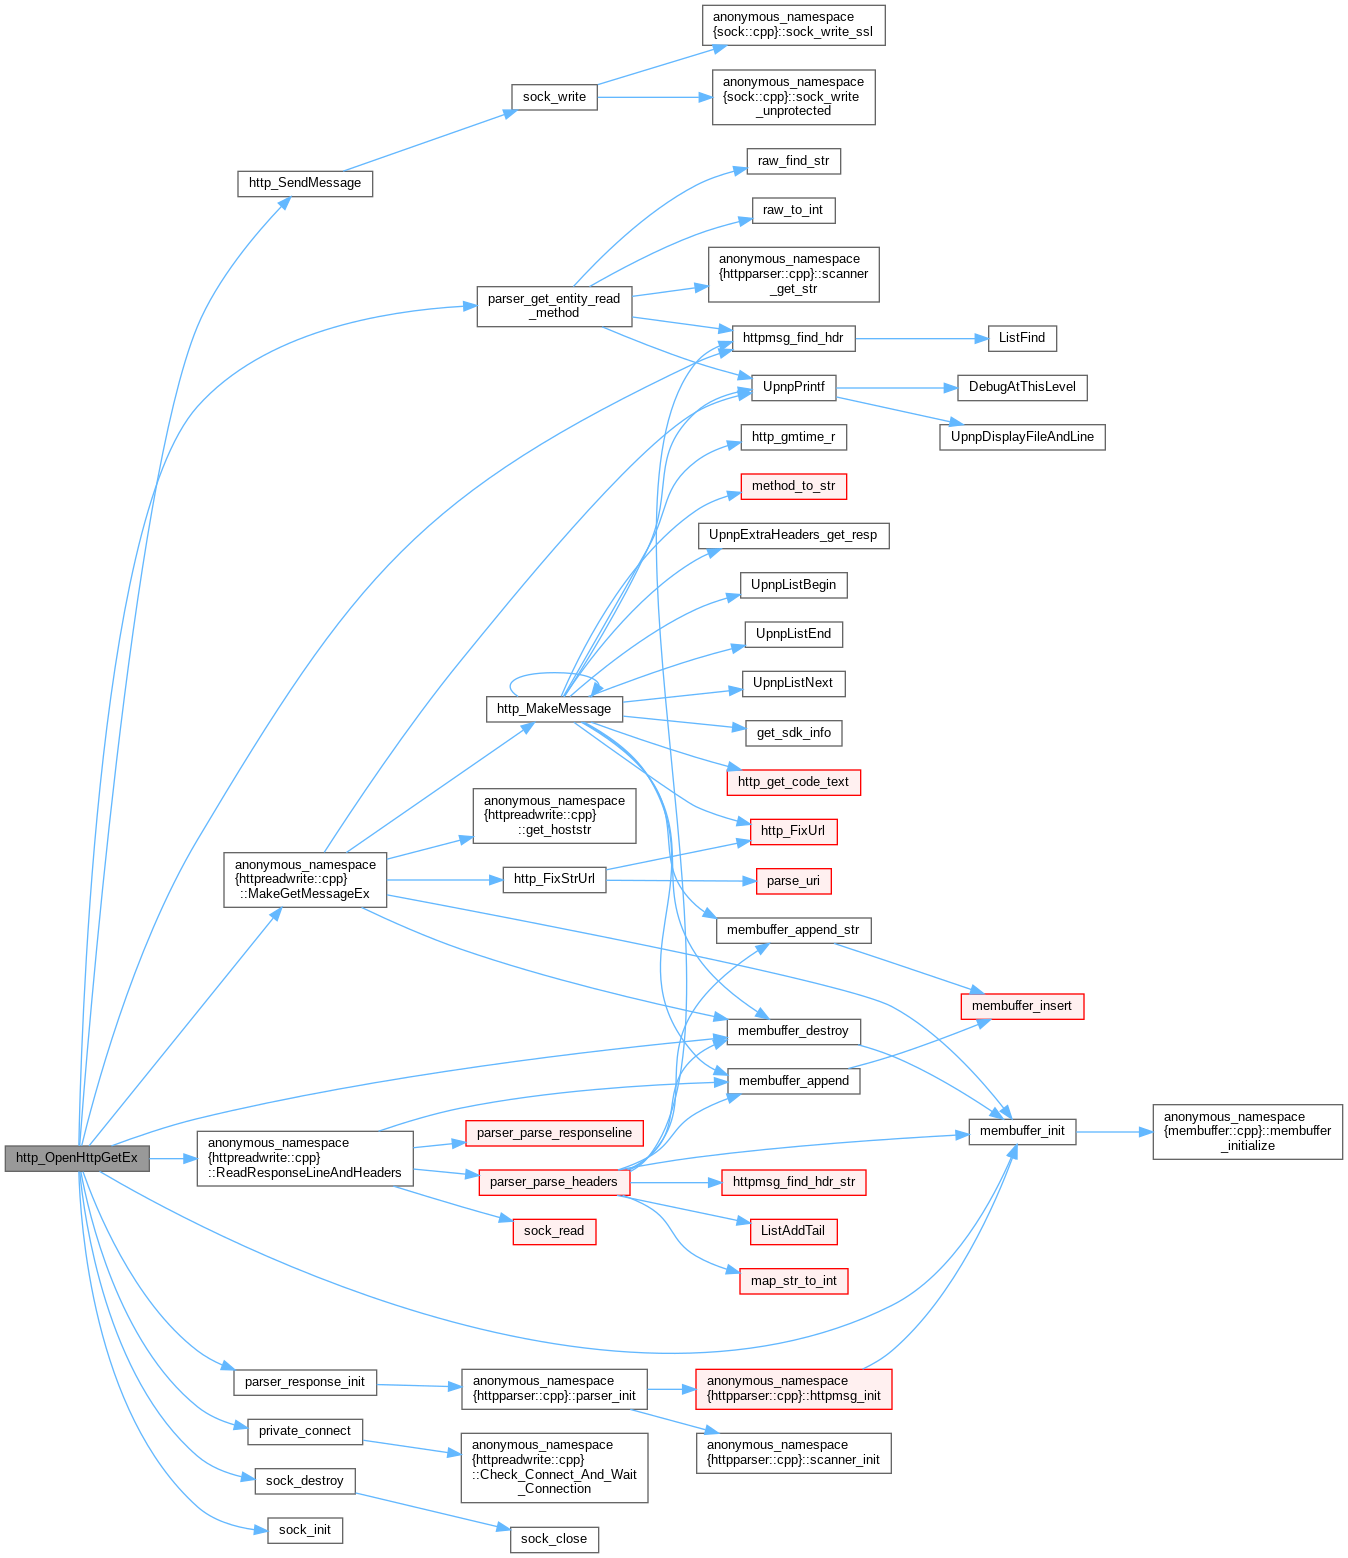 anonymous_namespace
{sock::cpp}::sock_write_ssl
sock_write
anonymous_namespace
{sock::cpp}::sock_write
_unprotected
raw_find_str
http_SendMessage
raw_to_int
anonymous_namespace
{httpparser::cpp}::scanner
_get_str
parser_get_entity_read
_method
httpmsg_find_hdr
ListFind
UpnpPrintf
DebugAtThisLevel
http_gmtime_r
UpnpDisplayFileAndLine
method_to_str
UpnpExtraHeaders_get_resp
UpnpListBegin
UpnpListEnd
UpnpListNext
http_MakeMessage
get_sdk_info
http_get_code_text
anonymous_namespace
{httpreadwrite::cpp}
::get_hoststr
http_FixUrl
anonymous_namespace
{httpreadwrite::cpp}
::MakeGetMessageEx
http_FixStrUrl
parse_uri
membuffer_append_str
membuffer_insert
membuffer_destroy
membuffer_append
membuffer_init
anonymous_namespace
{membuffer::cpp}::membuffer
_initialize
http_OpenHttpGetEx
anonymous_namespace
{httpreadwrite::cpp}
::ReadResponseLineAndHeaders
parser_parse_responseline
parser_parse_headers
httpmsg_find_hdr_str
sock_read
ListAddTail
map_str_to_int
parser_response_init
anonymous_namespace
{httpparser::cpp}::parser_init
anonymous_namespace
{httpparser::cpp}::httpmsg_init
private_connect
anonymous_namespace
{httpreadwrite::cpp}
::Check_Connect_And_Wait
_Connection
anonymous_namespace
{httpparser::cpp}::scanner_init
sock_destroy
sock_init
sock_close